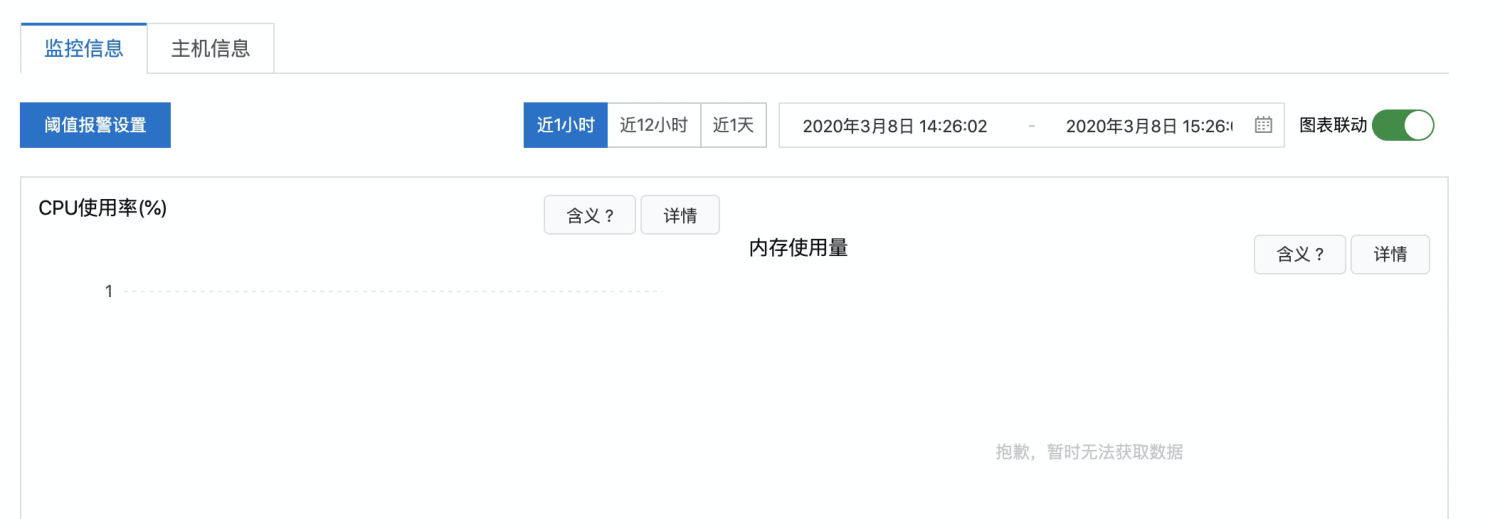 监控信息 主机信息
阈值报警设置 近1小时 近12小时 近1天 2020年3月8日 14:26:02 - 2020年3月8日 15:26: 图表联动
CPU使用率(%) 含义？ 详情
内存使用量 含义？ 详情
1
抱歉，暂时无法获取数据